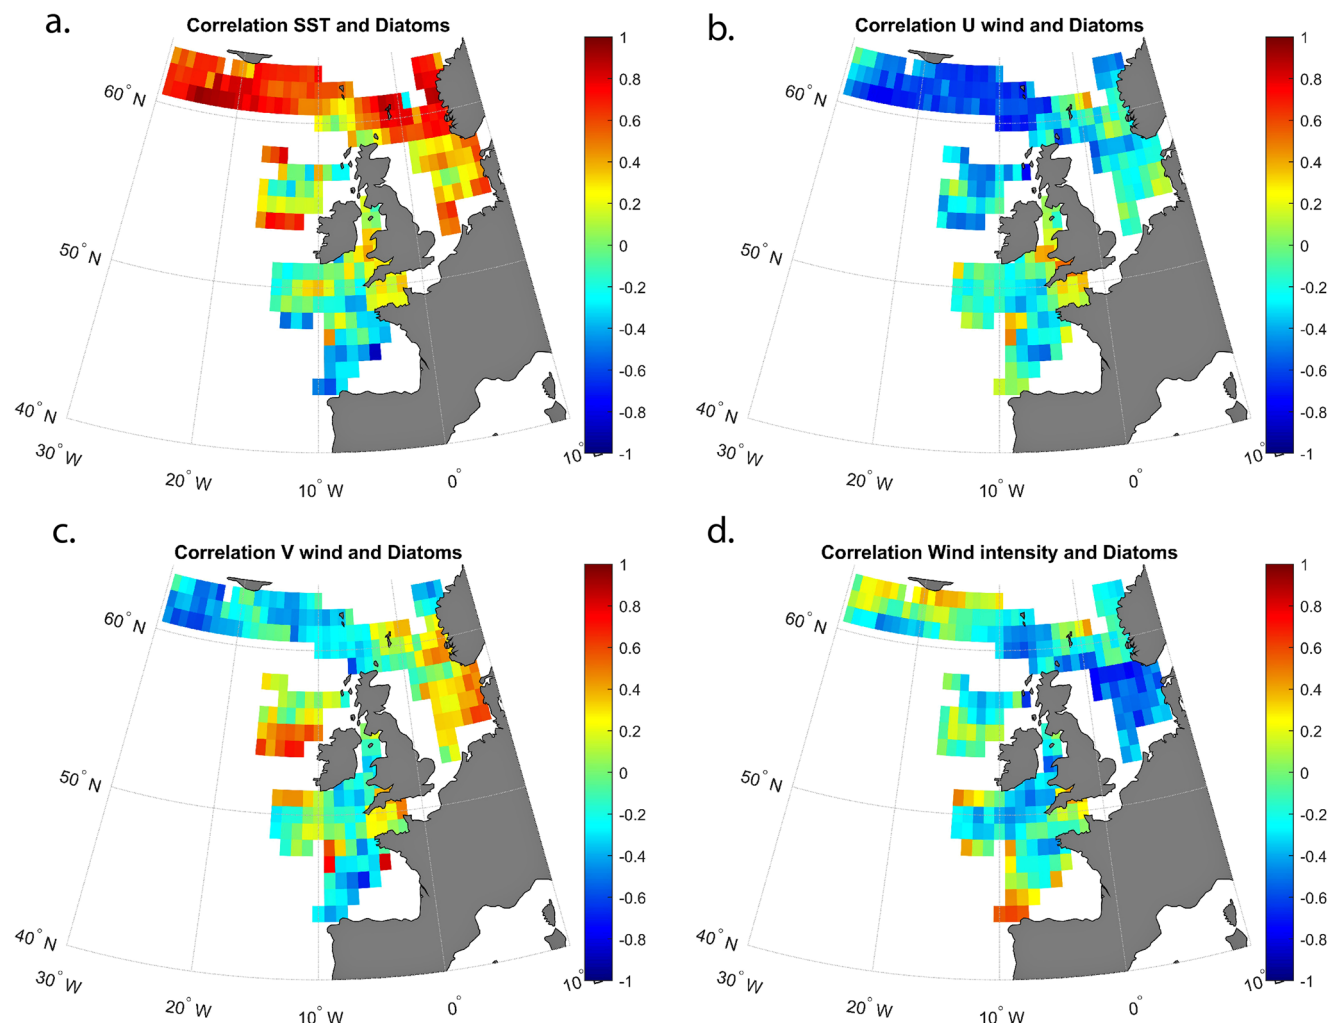 a.
Correlation SST and Diatoms
60° N
50° N
40° N
30° W
20° W
10° W
0°
10°
1
0.8
0.6
0.4
0.2
0
-0.2
-0.4
-0.6
-0.8
-1
b.
Correlation U wind and Diatoms
60° N
50° N
40° N
30° W
20° W
10° W
0°
10°
1
0.8
0.6
0.4
0.2
0
-0.2
-0.4
-0.6
-0.8
-1
c.
Correlation V wind and Diatoms
60° N
50° N
40° N
30° W
20° W
10° W
0°
10°
1
0.8
0.6
0.4
0.2
0
-0.2
-0.4
-0.6
-0.8
-1
d.
Correlation Wind intensity and Diatoms
60° N
50° N
40° N
30° W
20° W
10° W
0°
10°
1
0.8
0.6
0.4
0.2
0
-0.2
-0.4
-0.6
-0.8
-1